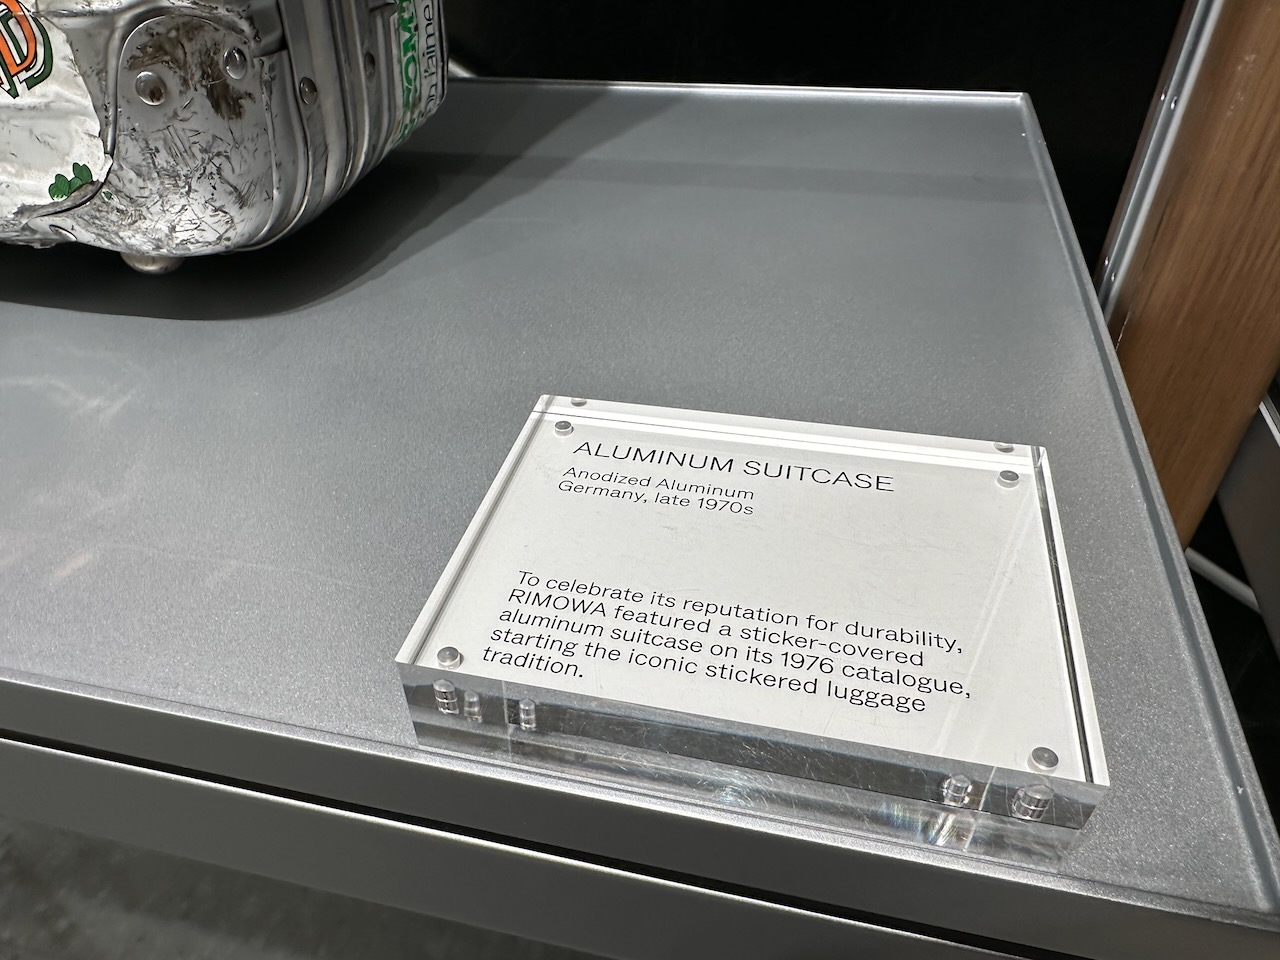 n j'aime
ALUMINUM SUITCASE
Anodized Aluminum
Germany, late 1970s
To celebrate its reputation for durability,
RIMOWA featured a sticker-covered
aluminum suitcase on its 1976 catalogue,
starting the iconic stickered luggage
tradition.